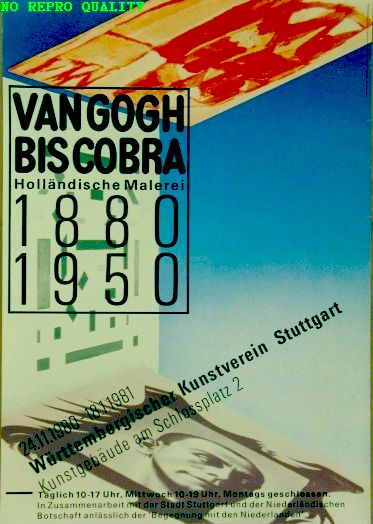 NO REPRO QUALITY
VAN GOGH
BIS COBRA
Holländische Malerei
1880
1950
24.11.1980-18.1.1981
Württembergischer Kunstverein Stuttgart
Kunstgebäude am Schlossplatz 2
Täglich 10-17 Uhr, Mittwoch 10-19 Uhr, Montags geschlossen.
In Zusammenarbeit mit der Stadt Stuttgart und der Niederländischen
Botschaft anlässlich der "Begegnung mit den Niederlanden"